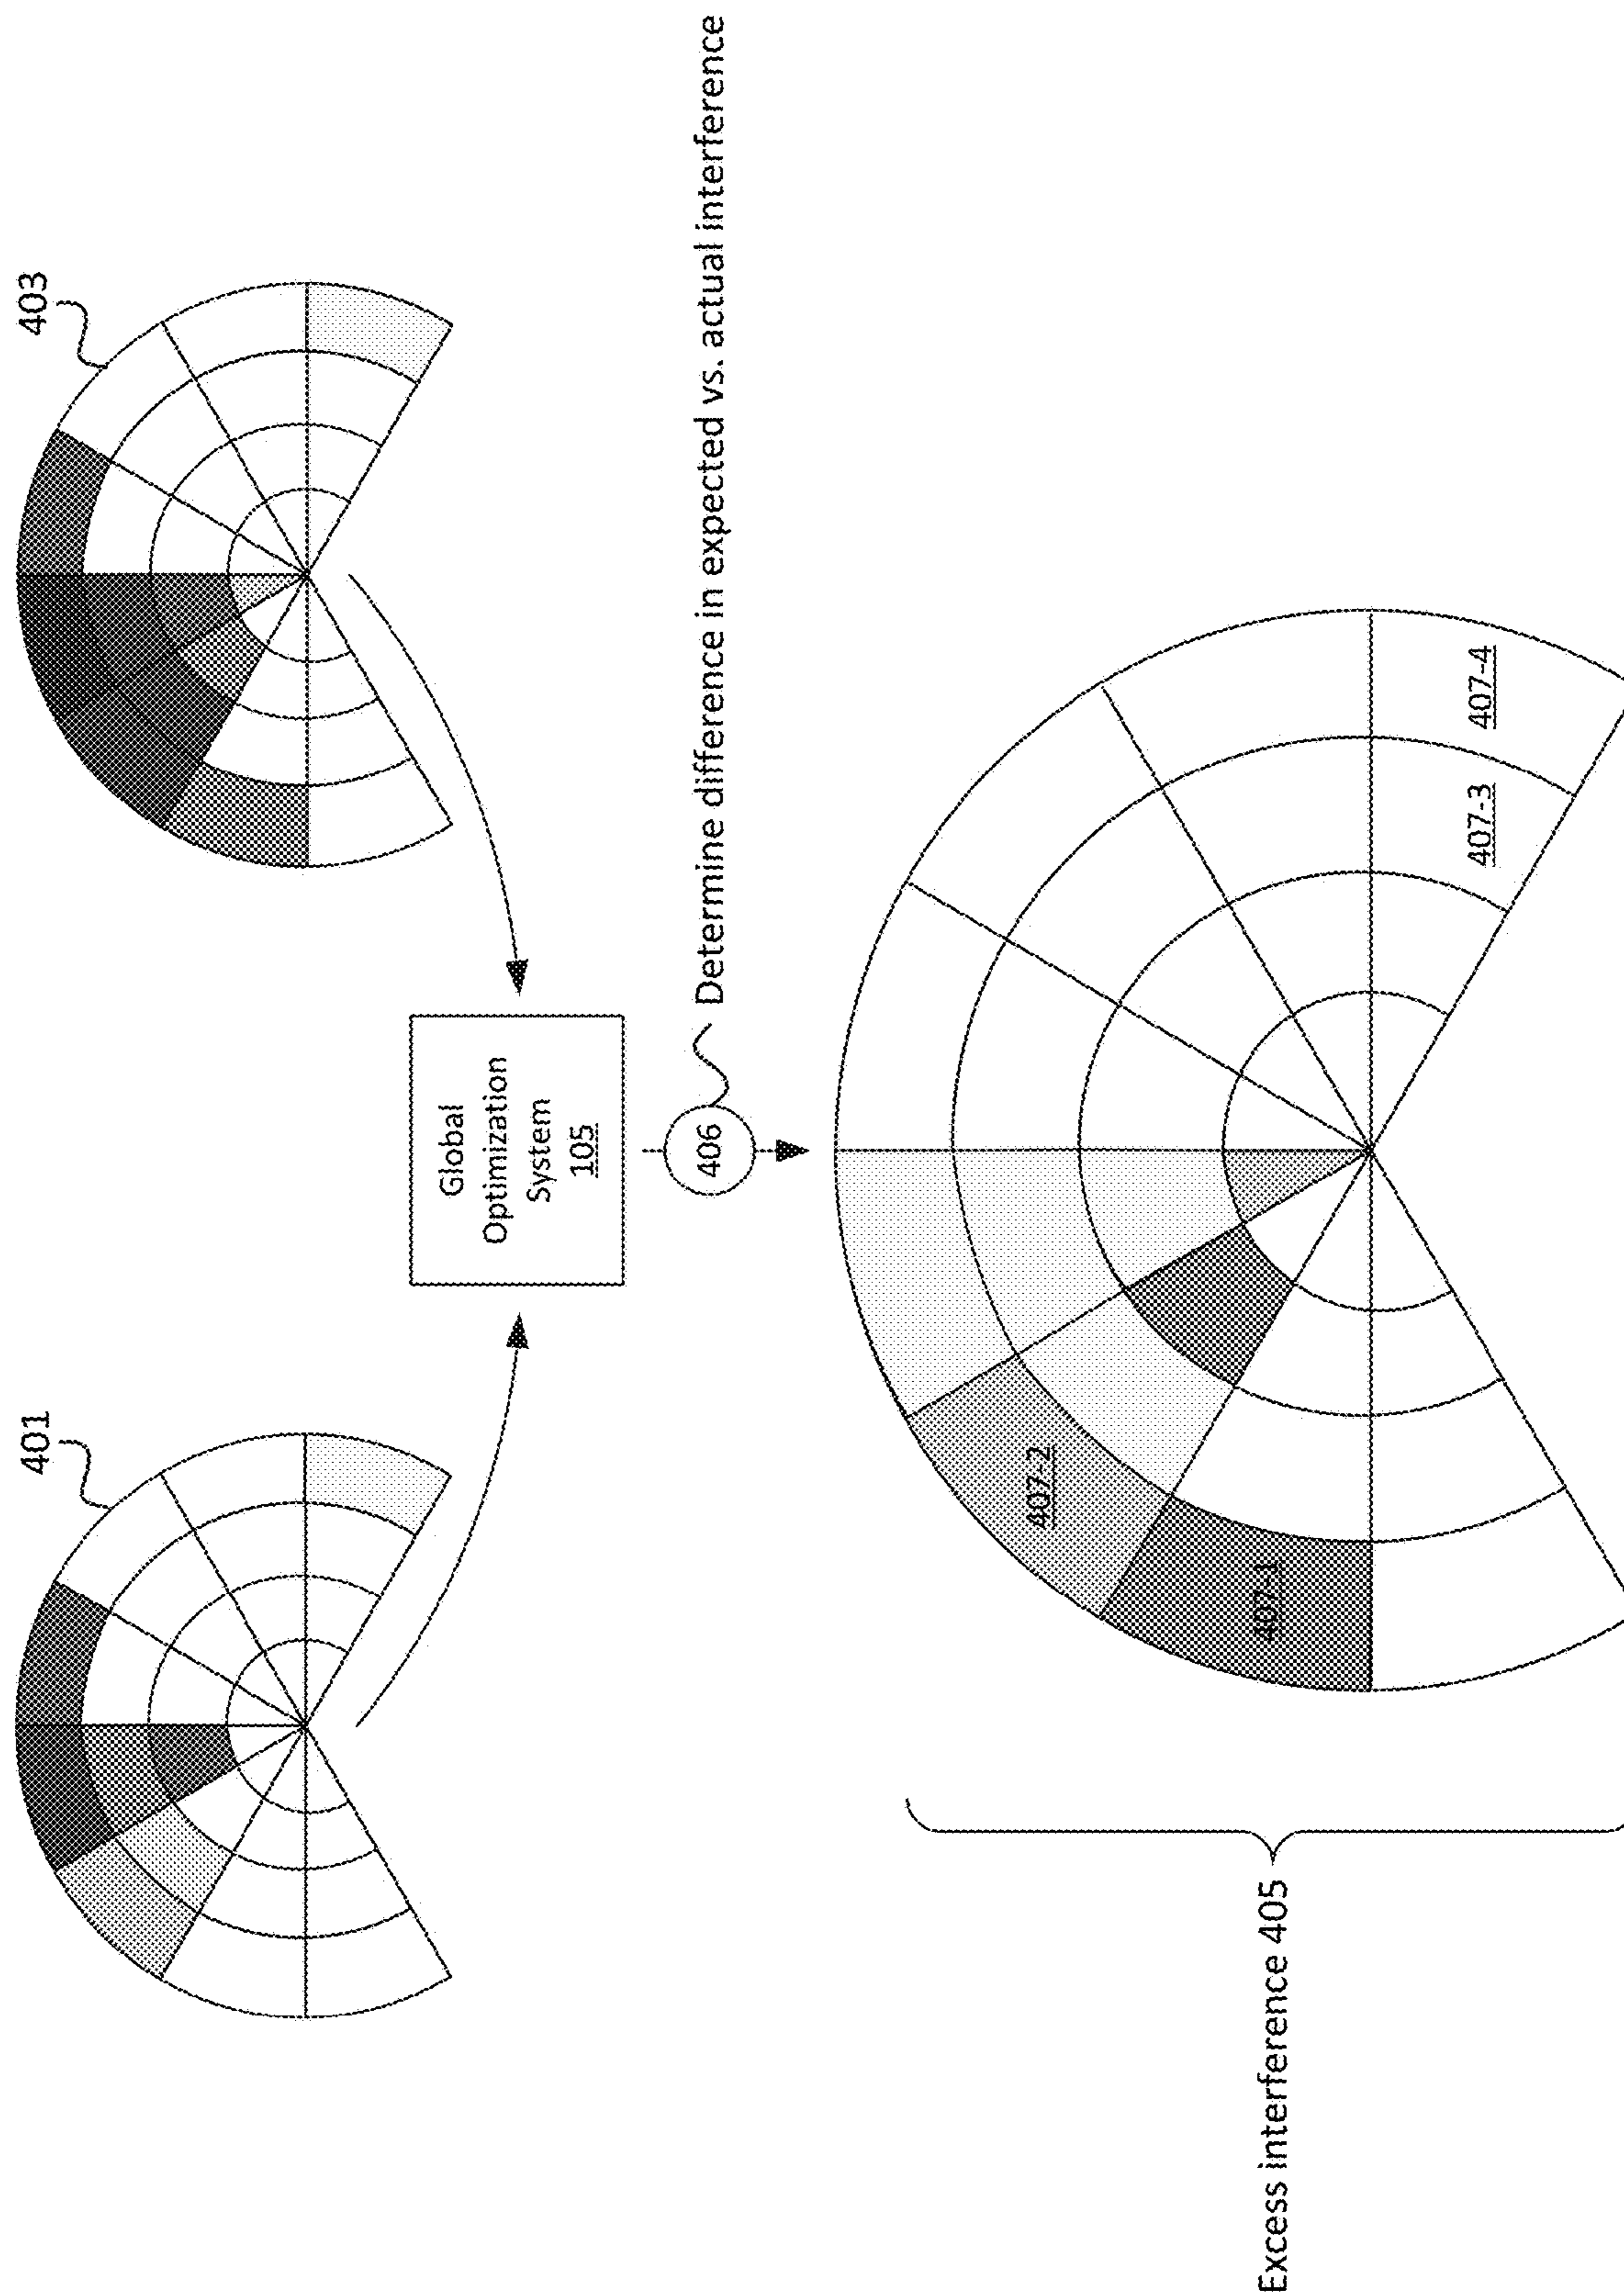 401
403
Global
Optimization
System
105
406
Determine difference in expected vs. actual interference
Excess interference 405
407-1
407-2
407-3
407-4